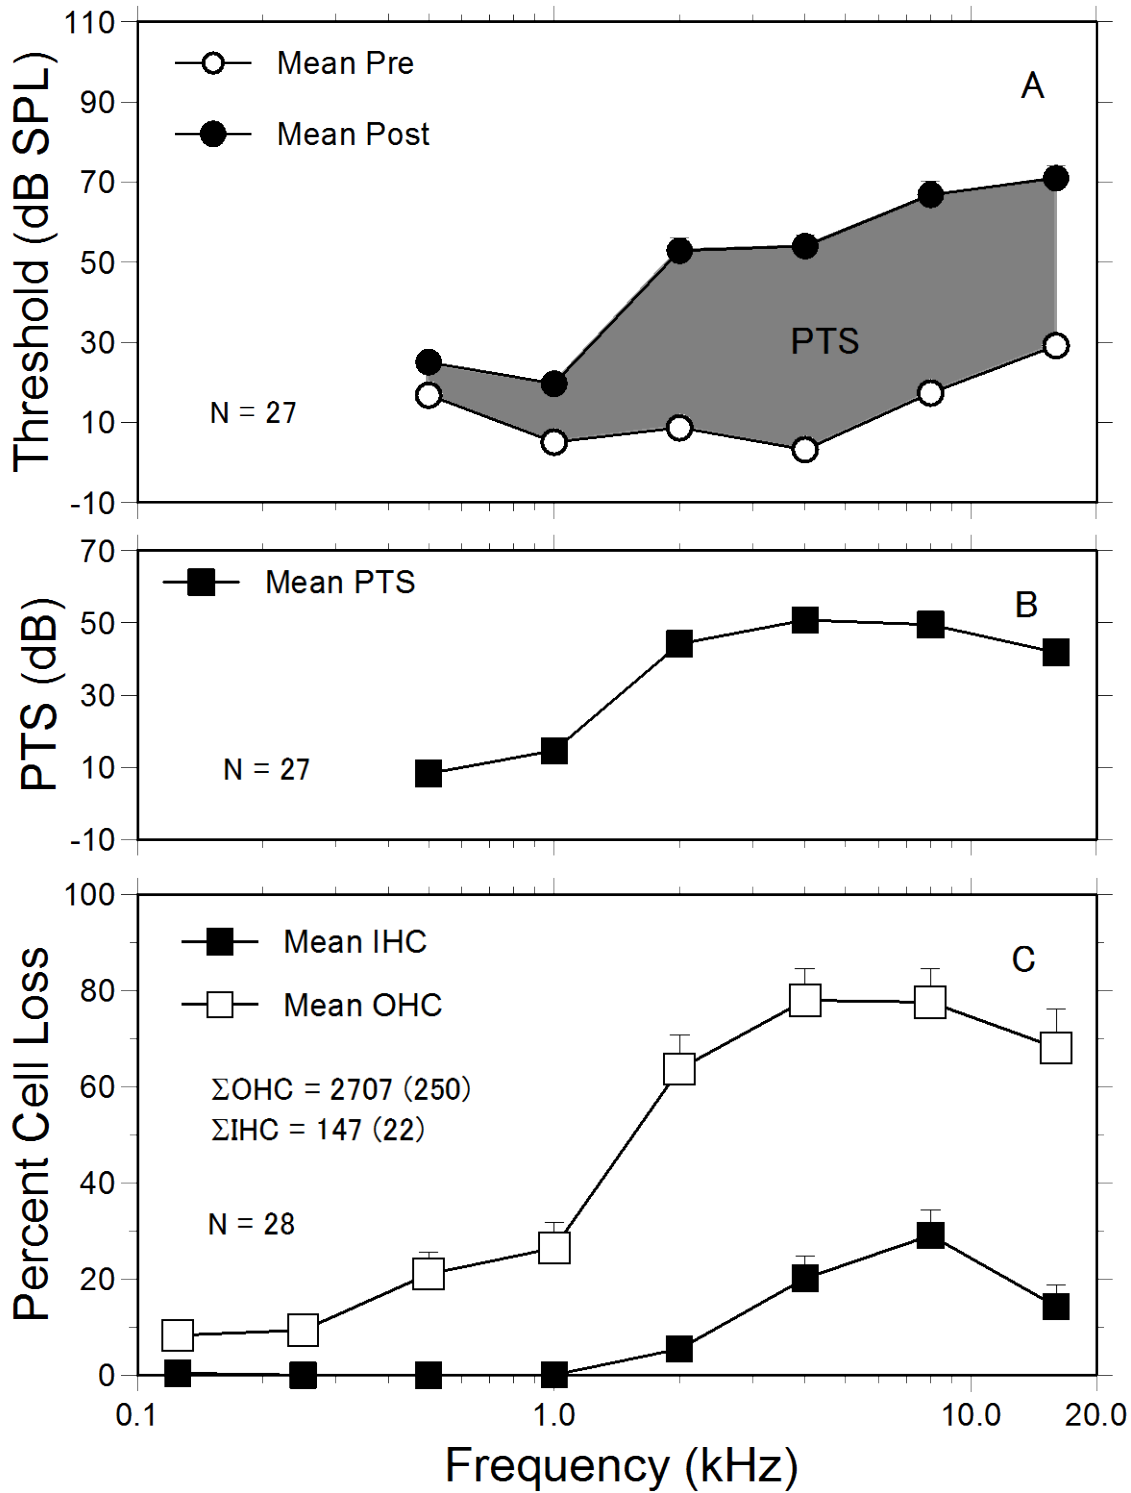 110
90
70
50
30
10
-10
Threshold (dB SPL)
Mean Pre
Mean Post
A
PTS
N = 27
70
50
30
10
-10
PTS (dB)
Mean PTS
B
N = 27
100
80
60
40
20
0
Percent Cell Loss
Mean IHC
Mean OHC
C
ΣOHC = 2707 (250)
ΣIHC = 147 (22)
N = 28
0.1 1.0 10.0 20.0
Frequency (kHz)